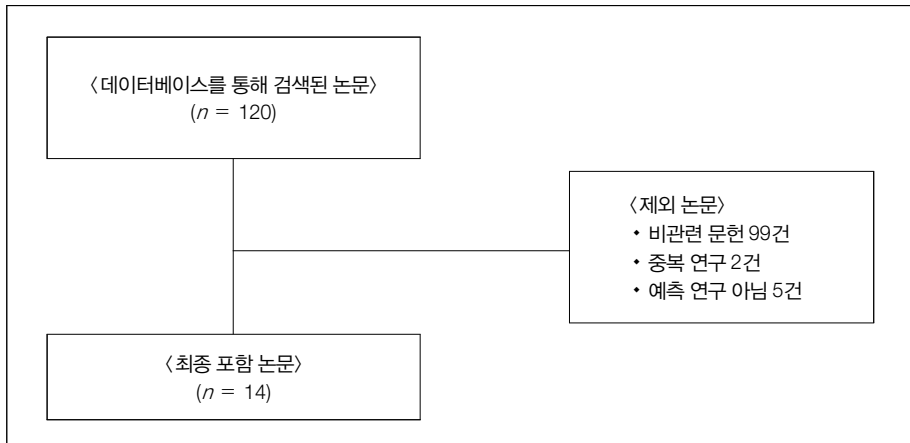 〈데이터베이스를 통해 검색된 논문〉
(n = 120)
〈제외 논문〉
• 비관련 문헌 99건
• 중복 연구 2건
• 예측 연구 아님 5건
〈최종 포함 논문〉
(n = 14)